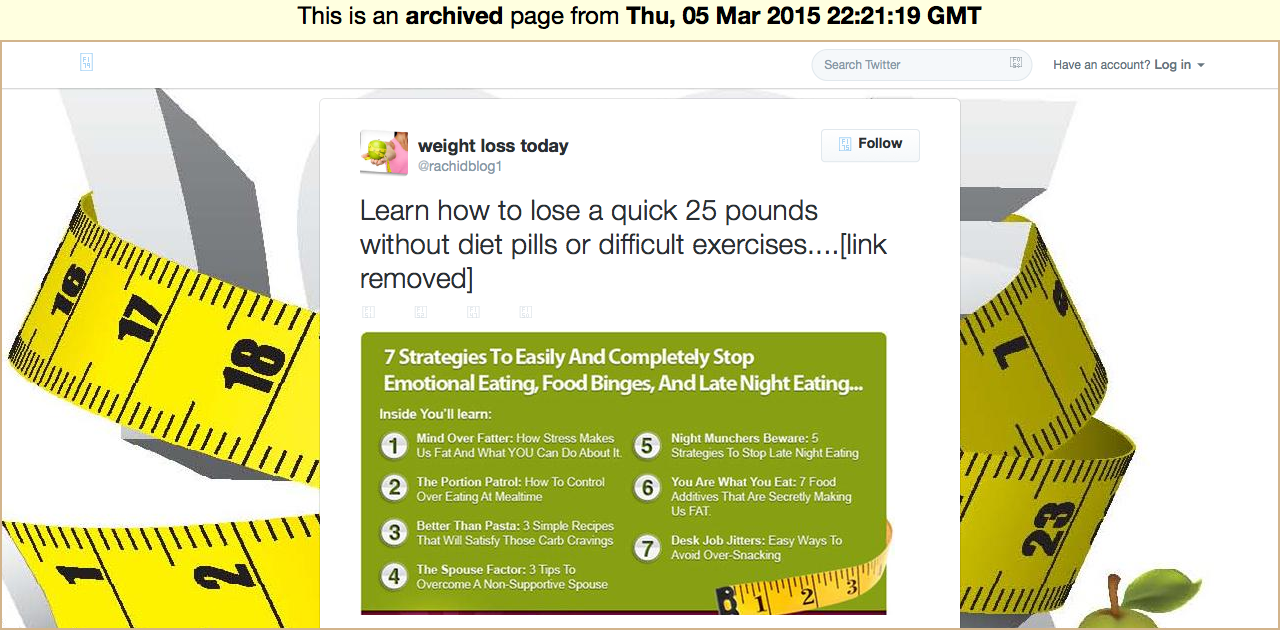 This is an archived page from Thu, 05 Mar 2015 22:21:19 GMT
Search Twitter
Have an account? Log in
weight loss today
@rachidblog1
Follow
Learn how to lose a quick 25 pounds
without diet pills or difficult exercises....[link
removed]
7 Strategies To Easily And Completely Stop
Emotional Eating, Food Binges, And Late Night Eating...
Inside You'll learn:
1 Mind Over Fatter: How Stress Makes
Us Fat And What YOU Can Do About It.
2 The Portion Patrol: How To Control
Over Eating At Mealtime
3 Better Than Pasta: 3 Simple Recipes
That Will Satisfy Those Carb Cravings
4 The Spouse Factor: 3 Tips To
Overcome A Non-Supportive Spouse
5 Night Munchers Beware: 5
Strategies To Stop Late Night Eating
6 You Are What You Eat: 7 Food
Additives That Are Secretly Making
Us FAT.
7 Desk Job Jitters: Easy Ways To
Avoid Over-Snacking
1 2 3
16 17 18
1 2
1
23